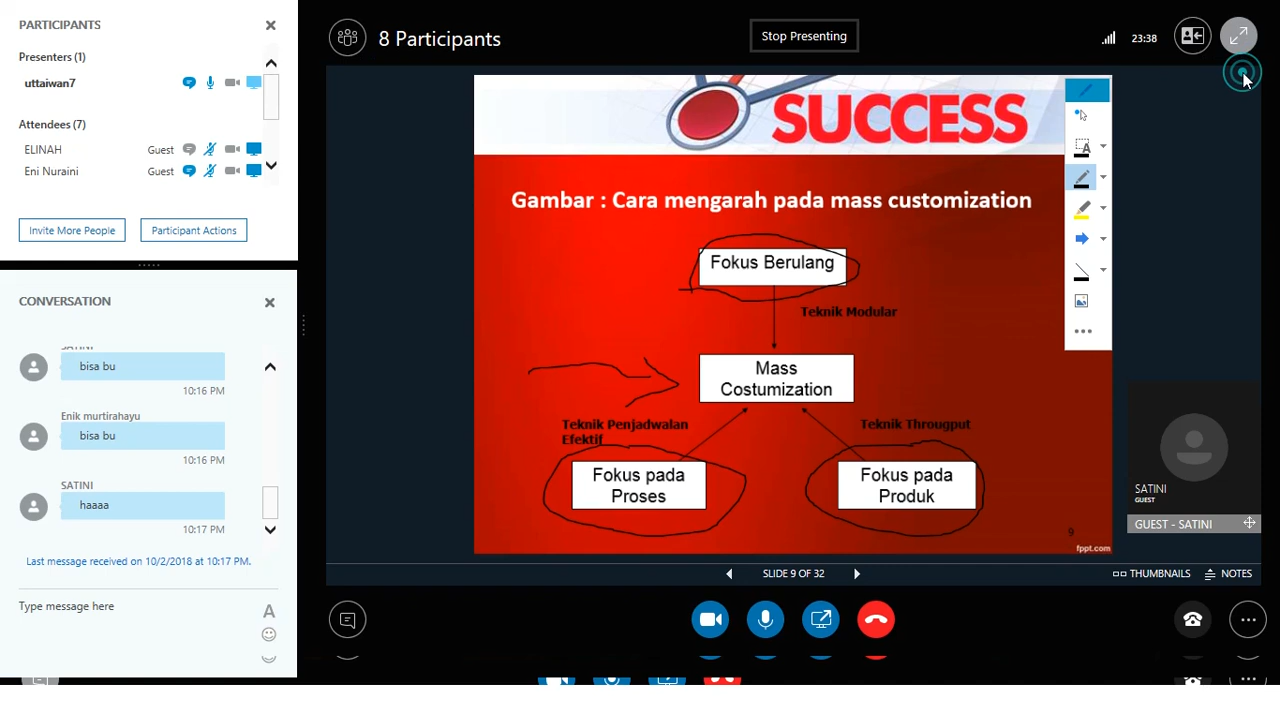 PARTICIPANTS
Presenters (1)
uttaiwan7
Attendees (7)
ELINAH Guest
Eni Nuraini Guest
Invite More People
Participant Actions
CONVERSATION
SATINI
bisa bu
10:16 PM
Enik murtirahayu
bisa bu
10:16 PM
SATINI
haaaa
10:17 PM
Last message received on 10/2/2018 at 10:17 PM.
Type message here
A
8 Participants
Stop Presenting
23:38
SUCCESS
Gambar : Cara mengarah pada mass customization
Fokus Berulang
Teknik Modular
Mass
Costumization
Teknik Penjadwalan
Efektif
Teknik Througput
Fokus pada
Proses
Fokus pada
Produk
9
fppt.com
A
SATINI
GUEST
GUEST - SATINI
SLIDE 9 OF 32
THUMBNAILS
NOTES